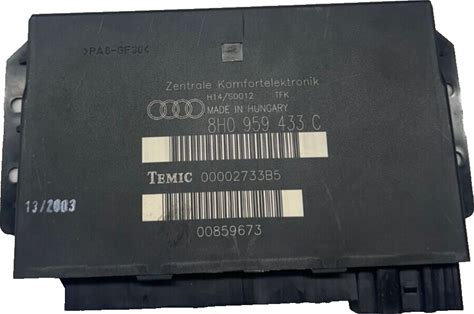 >PA6-GF30<
Zentrale Komfortelektronik
H14/S0012 TFK
MADE IN HUNGARY
8H0 959 433 C
TEMIC 00002733B5
13/2003
00859673